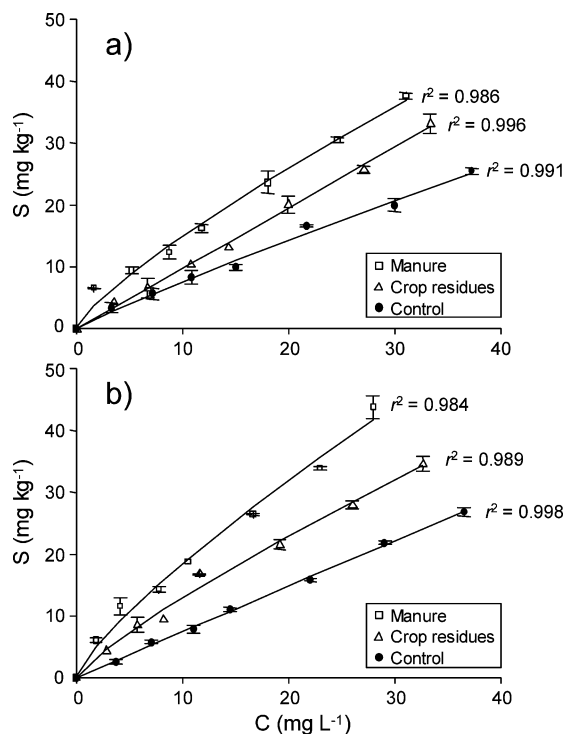 50
a)
40
r² = 0.986
r² = 0.996
30
S (mg kg⁻¹)
20
r² = 0.991
10
Manure
Crop residues
Control
0
0 10 20 30 40
50
b)
40
r² = 0.984
r² = 0.989
30
S (mg kg⁻¹)
r² = 0.998
20
10
Manure
Crop residues
Control
0
0 10 20 30 40
C (mg L⁻¹)